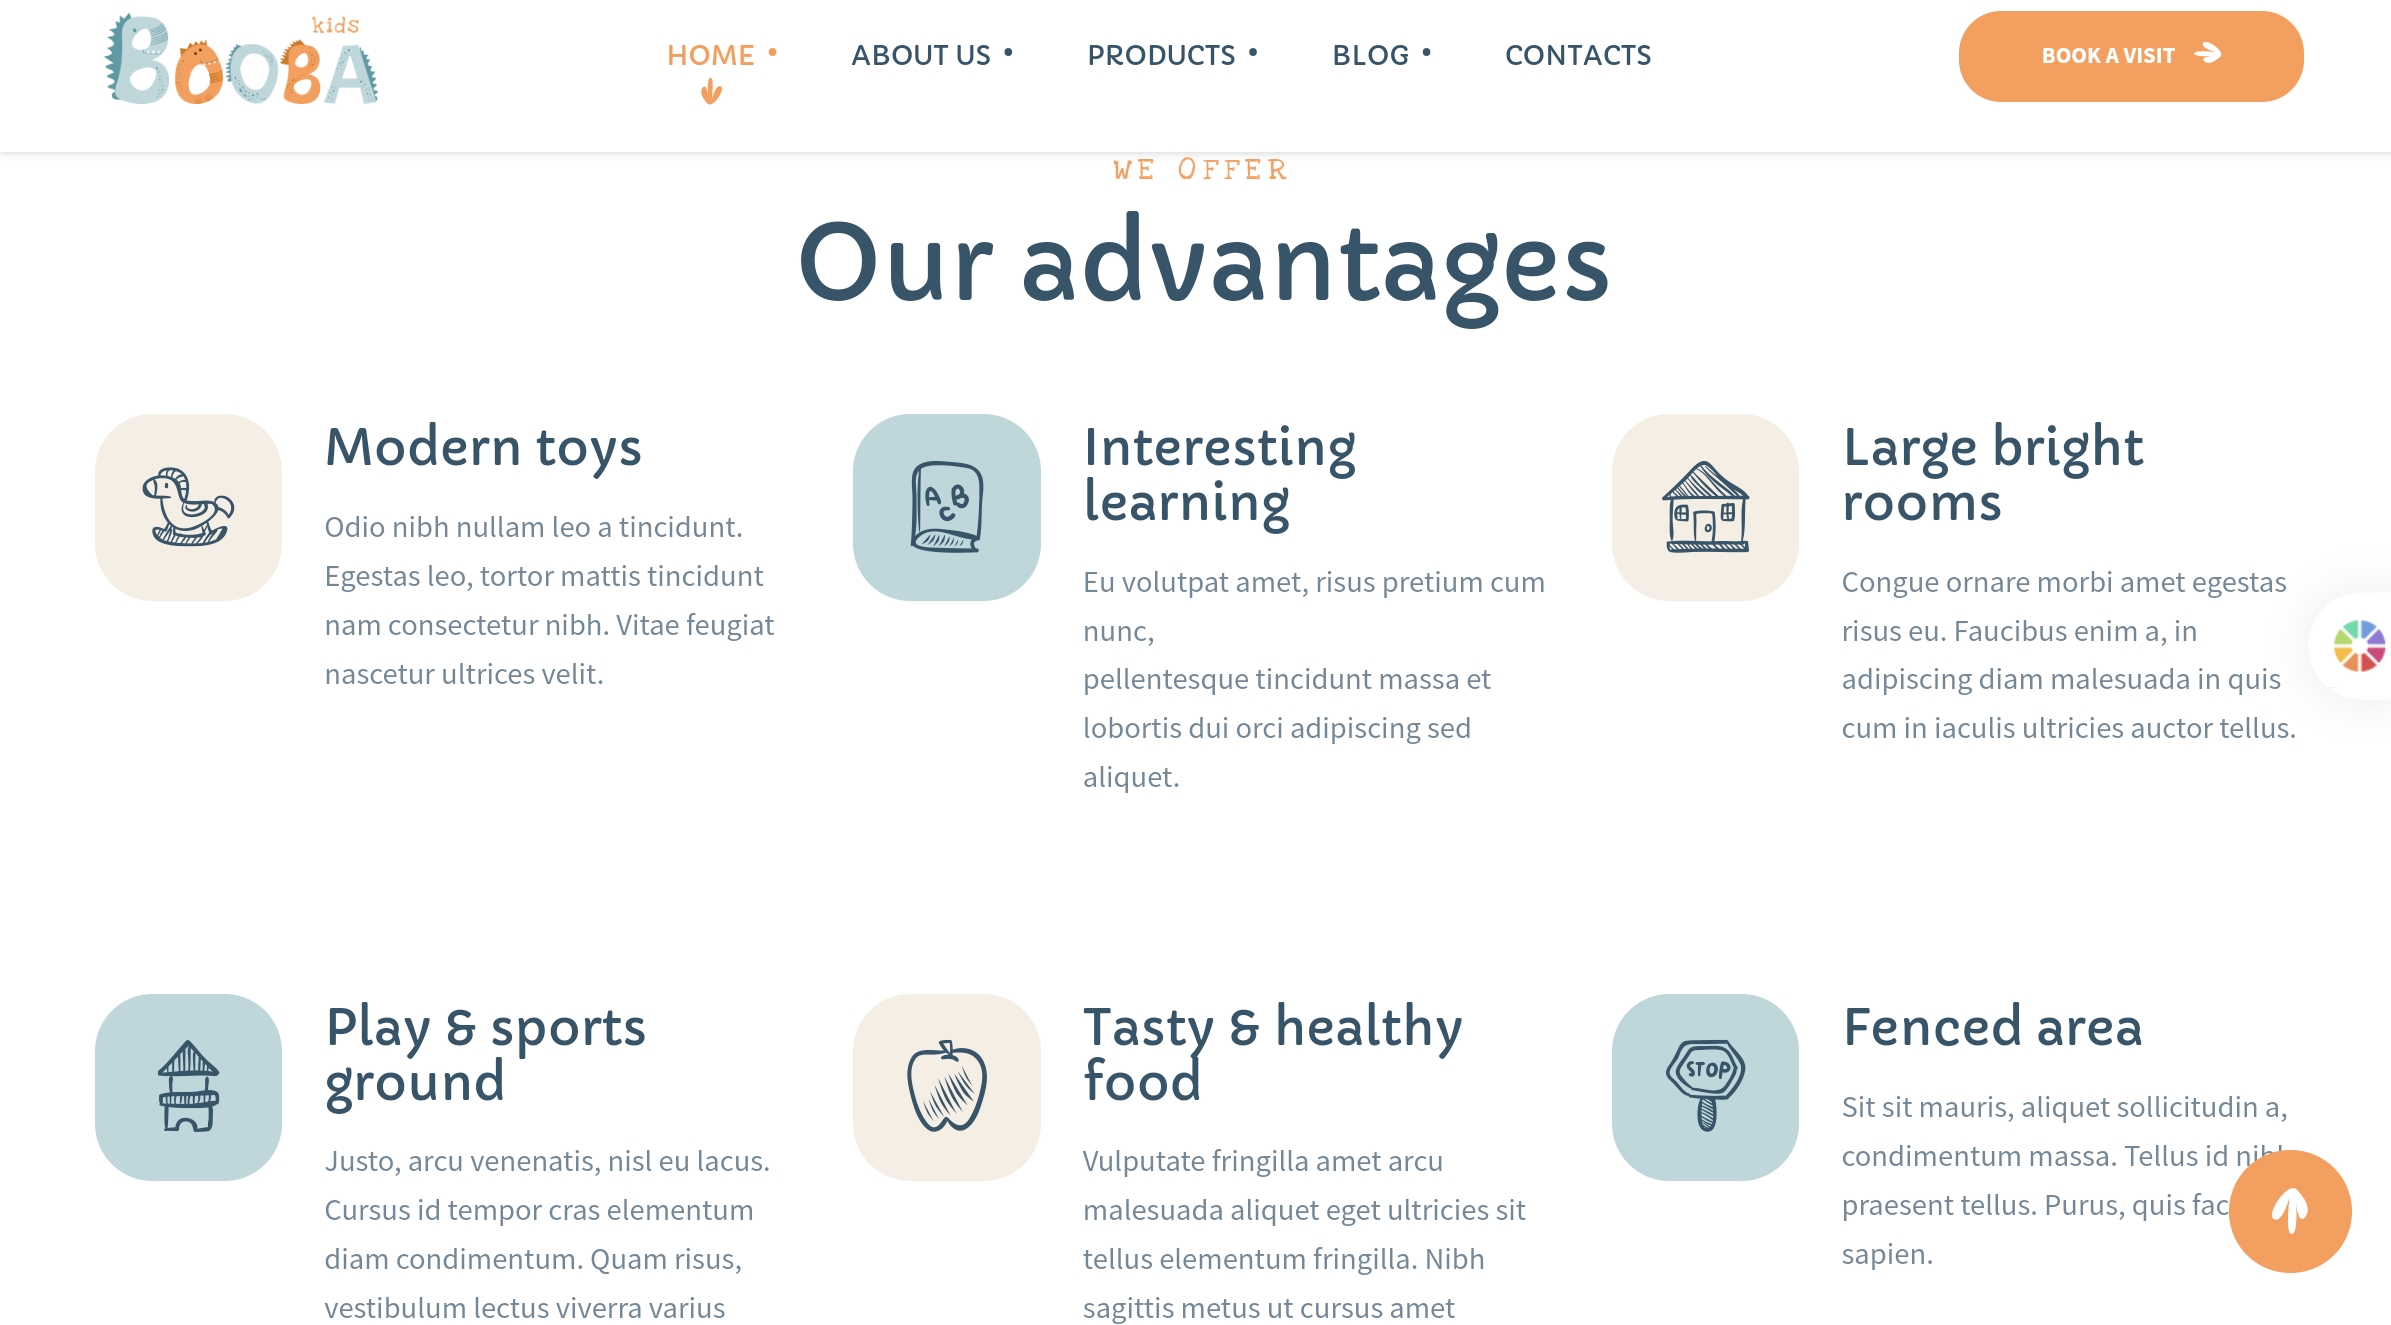 kids
BOOBA
HOME
ABOUT US
PRODUCTS
BLOG
CONTACTS
BOOK A VISIT
WE OFFER
Our advantages
Modern toys
Odio nibh nullam leo a tincidunt.
Egestas leo, tortor mattis tincidunt
nam consectetur nibh. Vitae feugiat
nascetur ultrices velit.
A B
C
Interesting
learning
Eu volutpat amet, risus pretium cum
nunc,
pellentesque tincidunt massa et
lobortis dui orci adipiscing sed
aliquet.
Large bright
rooms
Congue ornare morbi amet egestas
risus eu. Faucibus enim a, in
adipiscing diam malesuada in quis
cum in iaculis ultricies auctor tellus.
Play & sports
ground
Justo, arcu venenatis, nisl eu lacus.
Cursus id tempor cras elementum
diam condimentum. Quam risus,
vestibulum lectus viverra varius
Tasty & healthy
food
Vulputate fringilla amet arcu
malesuada aliquet eget ultricies sit
tellus elementum fringilla. Nibh
sagittis metus ut cursus amet
STOP
Fenced area
Sit sit mauris, aliquet sollicitudin a,
condimentum massa. Tellus id
praesent tellus. Purus, quis
sapien.